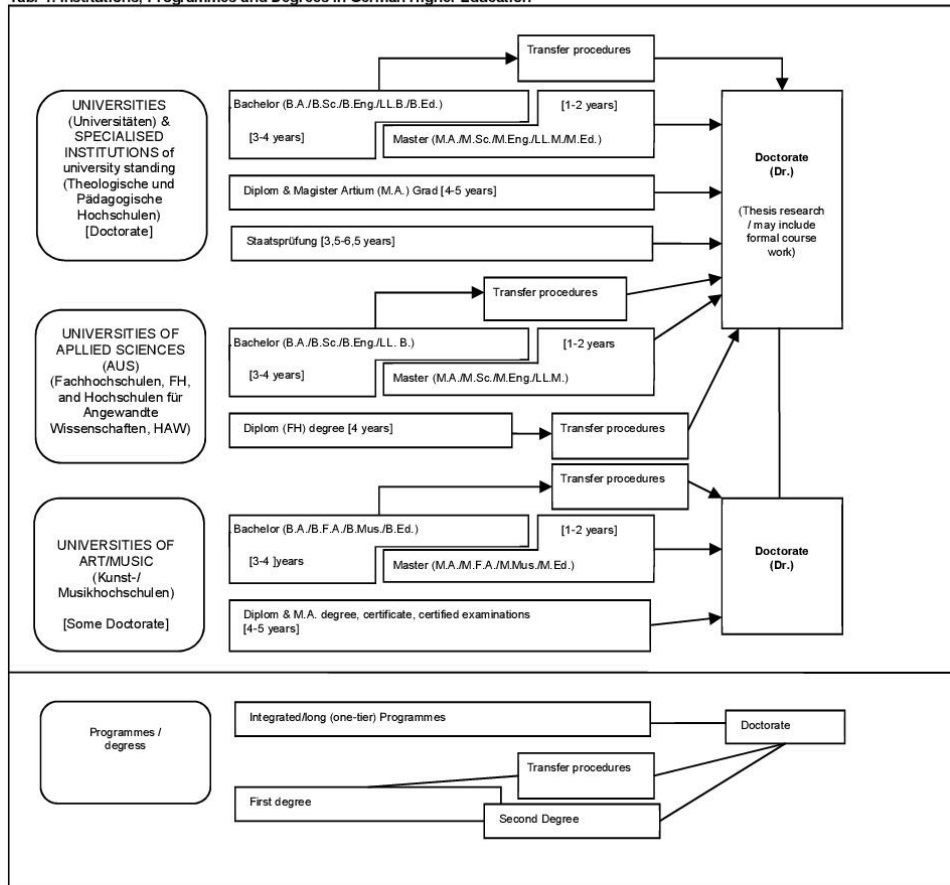 Tab. 1: Institutions, Programmes and Degrees in German Higher Education
Transfer procedures
UNIVERSITIES
(Universitäten) &
SPECIALISED
INSTITUTIONS of
university standing
(Theologische und
Pädagogische
Hochschulen)
[Doctorate]
Bachelor (B.A./B.Sc./B.Eng./LL.B./B.Ed.)
[3-4 years]
[1-2 years]
Master (M.A./M.Sc./M.Eng./LL.M./M.Ed.)
Diplom & Magister Artium (M.A.) Grad [4-5 years]
Staatsprüfung [3,5-6,5 years]
Doctorate
(Dr.)
(Thesis research
/ may include
formal course
work)
Transfer procedures
UNIVERSITIES OF
APLLIED SCIENCES
(AUS)
(Fachhochschulen, FH,
and Hochschulen für
Angewandte
Wissenschaften, HAW)
Bachelor (B.A./B.Sc./B.Eng./LL. B.)
[3-4 years]
[1-2 years
Master (M.A./M.Sc./M.Eng./LL.M.)
Diplom (FH) degree [4 years]
Transfer procedures
Transfer procedures
UNIVERSITIES OF
ART/MUSIC
(Kunst-/
Musikhochschulen)
[Some Doctorate]
Bachelor (B.A./B.F.A./B.Mus./B.Ed.)
[3-4 ]years
[1-2 years]
Master (M.A./M.F.A./M.Mus./M.Ed.)
Diplom & M.A. degree, certificate, certified examinations
[4-5 years]
Doctorate
(Dr.)
Programmes /
degress
Integrated/long (one-tier) Programmes
Doctorate
Transfer procedures
First degree
Second Degree